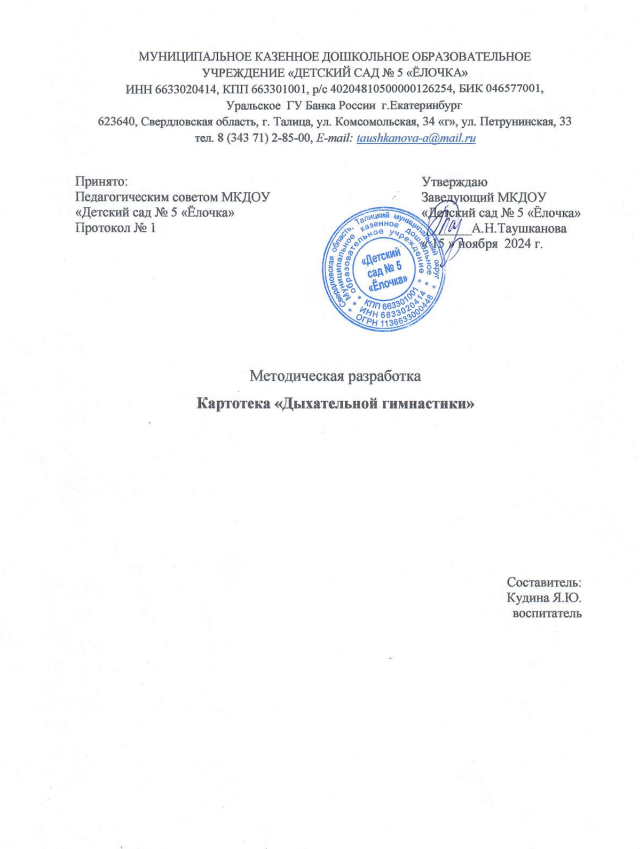 МУНИЦИПАЛЬНОЕ КАЗЕННОЕ ДОШКОЛЬНОЕ ОБРАЗОВАТЕЛЬНОЕ
УЧРЕЖДЕНИЕ «ДЕТСКИЙ САД № 5 «ЁЛОЧКА»
ИНН 6633020414, КПП 663301001, р/с 40204810500000126254, БИК 046577001,
Уральское ГУ Банка России г.Екатеринбург
623640, Свердловская область, г. Талица, ул. Комсомольская, 34 «г», ул. Петрунинская, 33
тел. 8 (343 71) 2-85-00, E-mail: taushkanova-a@mail.ru
Принято:
Педагогическим советом МКДОУ
«Детский сад № 5 «Ёлочка»
Протокол № 1
Утверждаю
Заведующий МКДОУ
«Детский сад № 5 «Ёлочка»
А.Н.Таушканова
« 15 » ноября 2024 г.
Свердловская область, Талицкий муниципальный округ
Муниципальное казенное дошкольное
образовательное учреждение
«Детский
сад № 5
«Ёлочка»
* КПП 663301001 *
* ИНН 6633020414 *
* ОГРН 1136633000448 *
Методическая разработка
Картотека «Дыхательной гимнастики»
Составитель:
Кудина Я.Ю.
воспитатель